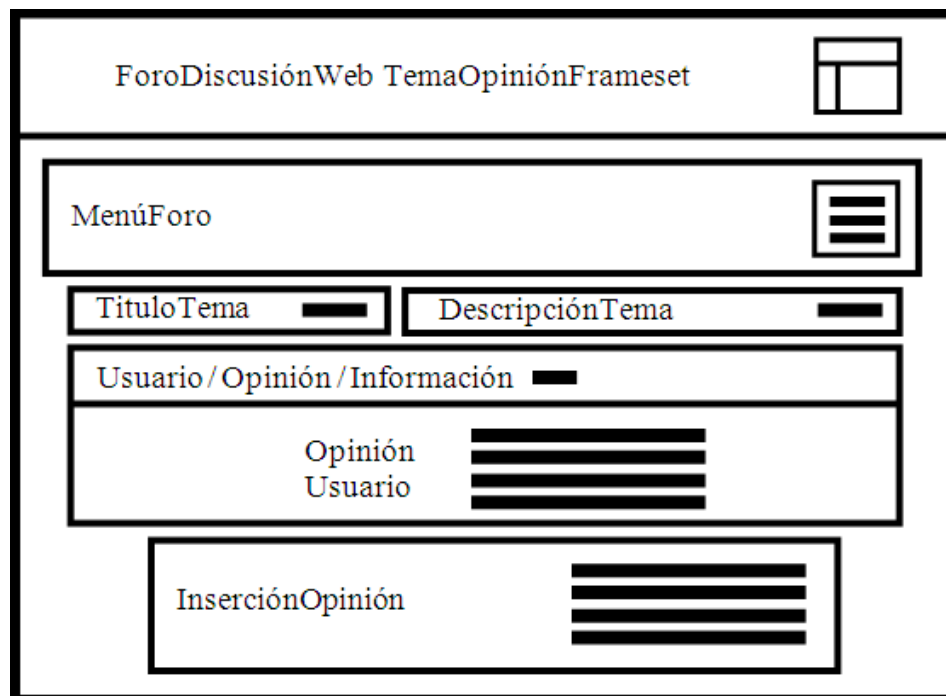 ForoDiscusiónWeb TemaOpiniónFrameset
MenúForo
TituloTema
DescripciónTema
Usuario/Opinión/Información
Opinión
Usuario
InserciónOpinión